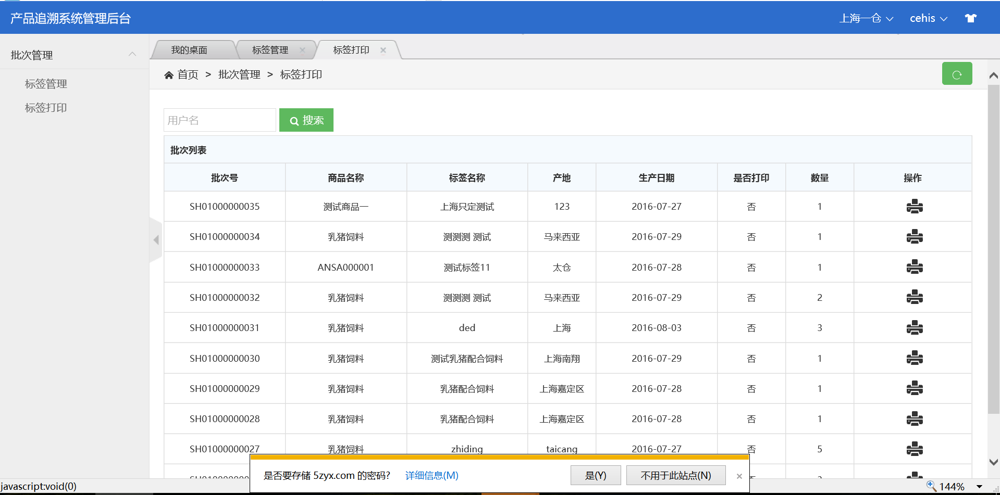 产品追溯系统管理后台 上海一仓 cehis
批次管理
标签管理
标签打印
我的桌面 标签管理 × 标签打印 ×
首页 > 批次管理 > 标签打印
用户名 搜索
批次列表
批次号 商品名称 标签名称 产地 生产日期 是否打印 数量 操作
SH01000000035 测试商品一 上海只定测试 123 2016-07-27 否 1
SH01000000034 乳猪饲料 测测测 测试 马来西亚 2016-07-29 否 1
SH01000000033 ANSA000001 测试标签11 太仓 2016-07-28 否 1
SH01000000032 乳猪饲料 测测测 测试 马来西亚 2016-07-29 否 2
SH01000000031 乳猪饲料 ded 上海 2016-08-03 否 3
SH01000000030 乳猪饲料 测试乳猪配合饲料 上海南翔 2016-07-29 否 1
SH01000000029 乳猪饲料 乳猪配合饲料 上海嘉定区 2016-07-28 否 1
SH01000000028 乳猪饲料 乳猪配合饲料 上海嘉定区 2016-07-28 否 1
SH01000000027 乳猪饲料 zhiding taicang 2016-07-27 否 5
是否要存储 5zyx.com 的密码? 详细信息(M) 是(Y) 不用于此站点(N) ×
javascript:void(0) 144%